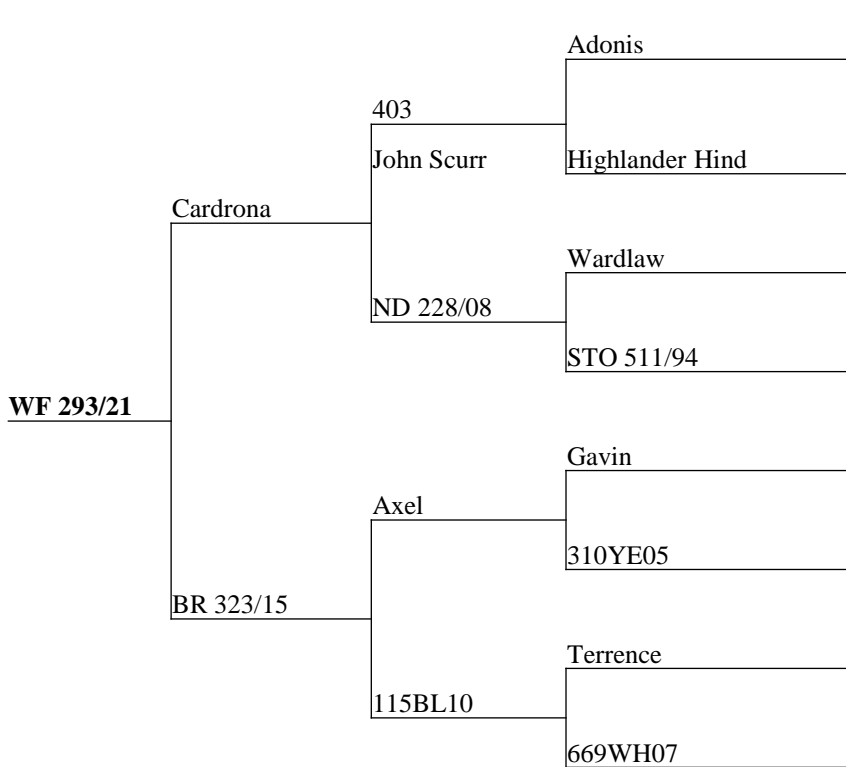 Adonis
403
John Scurr
Highlander Hind
Cardrona
Wardlaw
ND 228/08
STO 511/94
WF 293/21
Gavin
Axel
310YE05
BR 323/15
Terrence
115BL10
669WH07